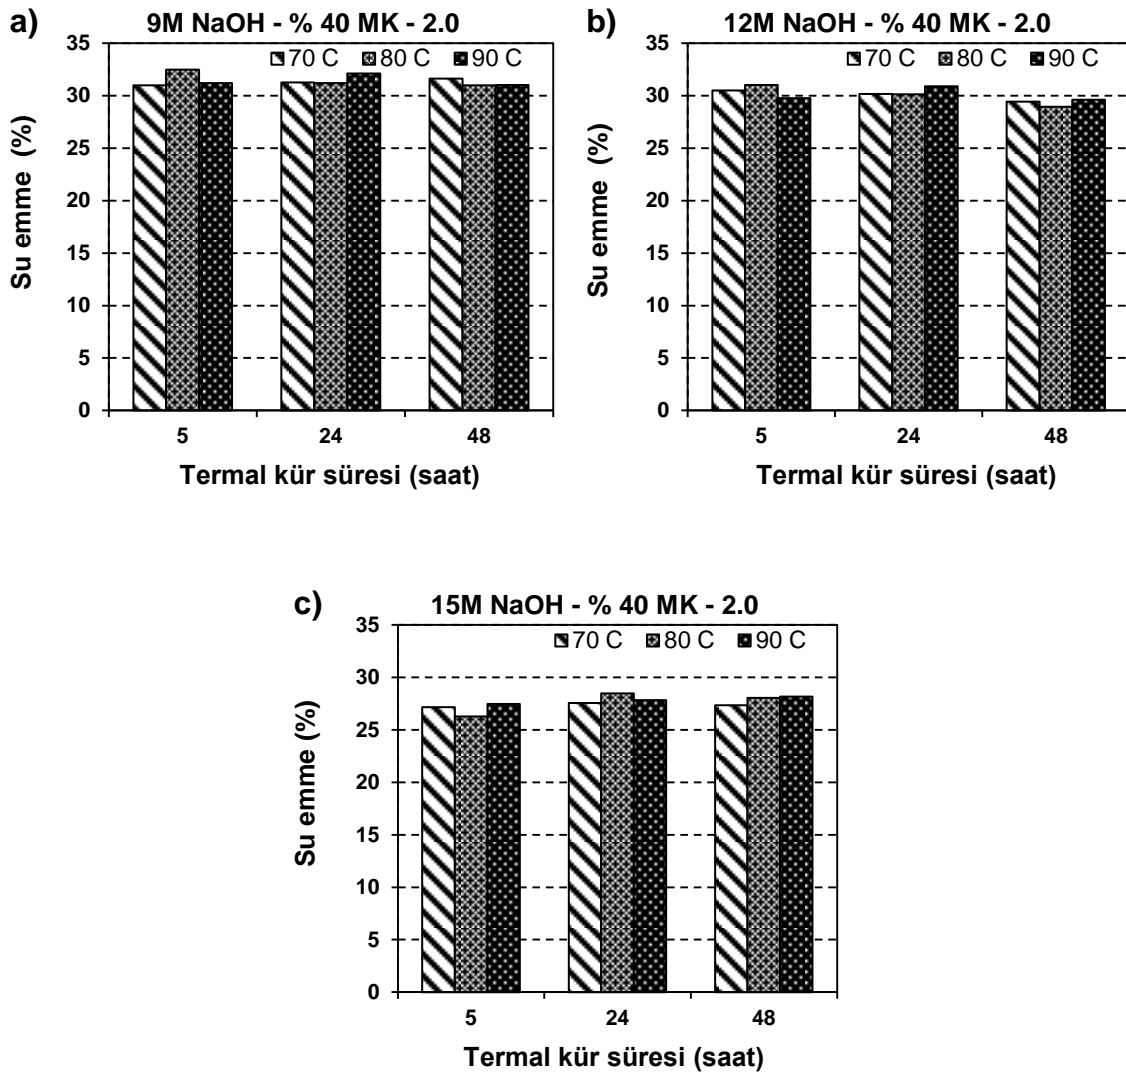 a)
9M NaOH - % 40 MK - 2.0
70 C 80 C 90 C
35
30
25
20
15
10
5
0
Su emme (%)
5 24 48
Termal kür süresi (saat)
b)
12M NaOH - % 40 MK - 2.0
70 C 80 C 90 C
35
30
25
20
15
10
5
0
Su emme (%)
5 24 48
Termal kür süresi (saat)
c)
15M NaOH - % 40 MK - 2.0
70 C 80 C 90 C
35
30
25
20
15
10
5
0
Su emme (%)
5 24 48
Termal kür süresi (saat)